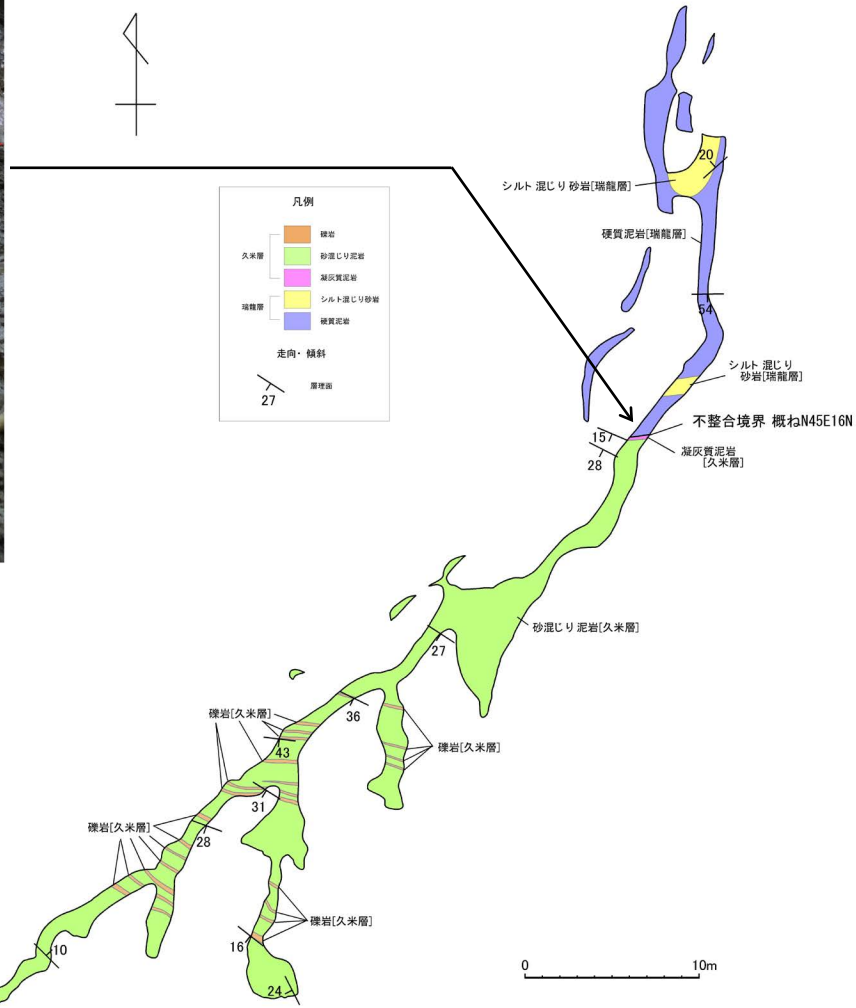 20
シルト 混じり 砂岩[瑞龍層]
硬質泥岩[瑞龍層]
凡例
久米層
礫岩
砂混じり泥岩
凝灰質泥岩
瑞龍層
シルト混じり砂岩
硬質泥岩
走向・傾斜
27
層理面
54
シルト 混じり
砂岩[瑞龍層]
不整合境界 概ねN45E16N
15
28
凝灰質泥岩
[久米層]
砂混じり 泥岩[久米層]
27
36
礫岩[久米層]
43
礫岩[久米層]
31
28
礫岩[久米層]
礫岩[久米層]
16
10
24
0
10m